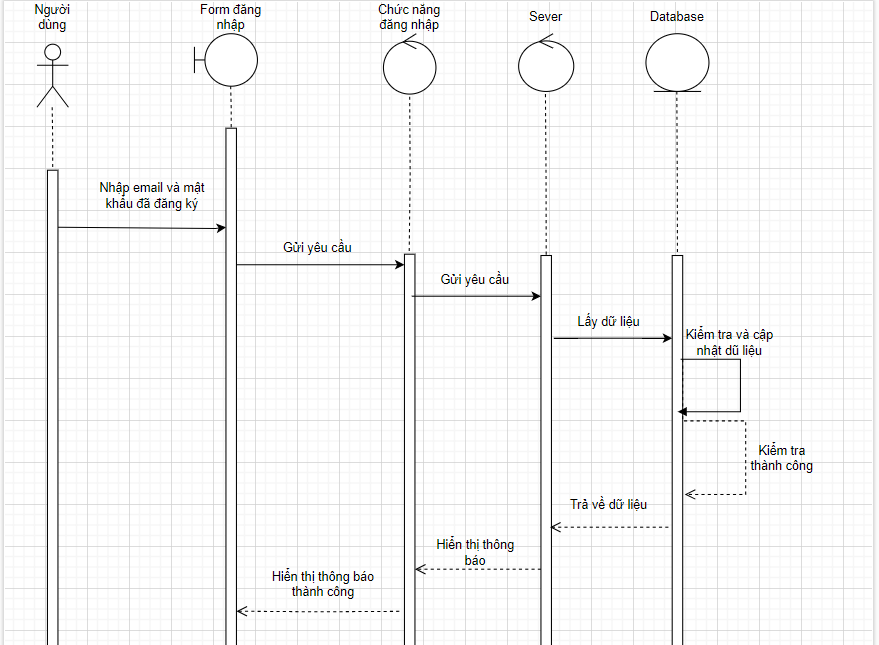 Người
dùng
Form đăng
nhập
Chức năng
đăng nhập
Sever
Database
Nhập email và mật
khẩu đã đăng ký
Gửi yêu cầu
Gửi yêu cầu
Lấy dữ liệu
Kiểm tra và cập
nhật dũ liệu
Kiểm tra
thành công
Trả về dữ liệu
Hiển thị thông
báo
Hiển thị thông báo
thành công